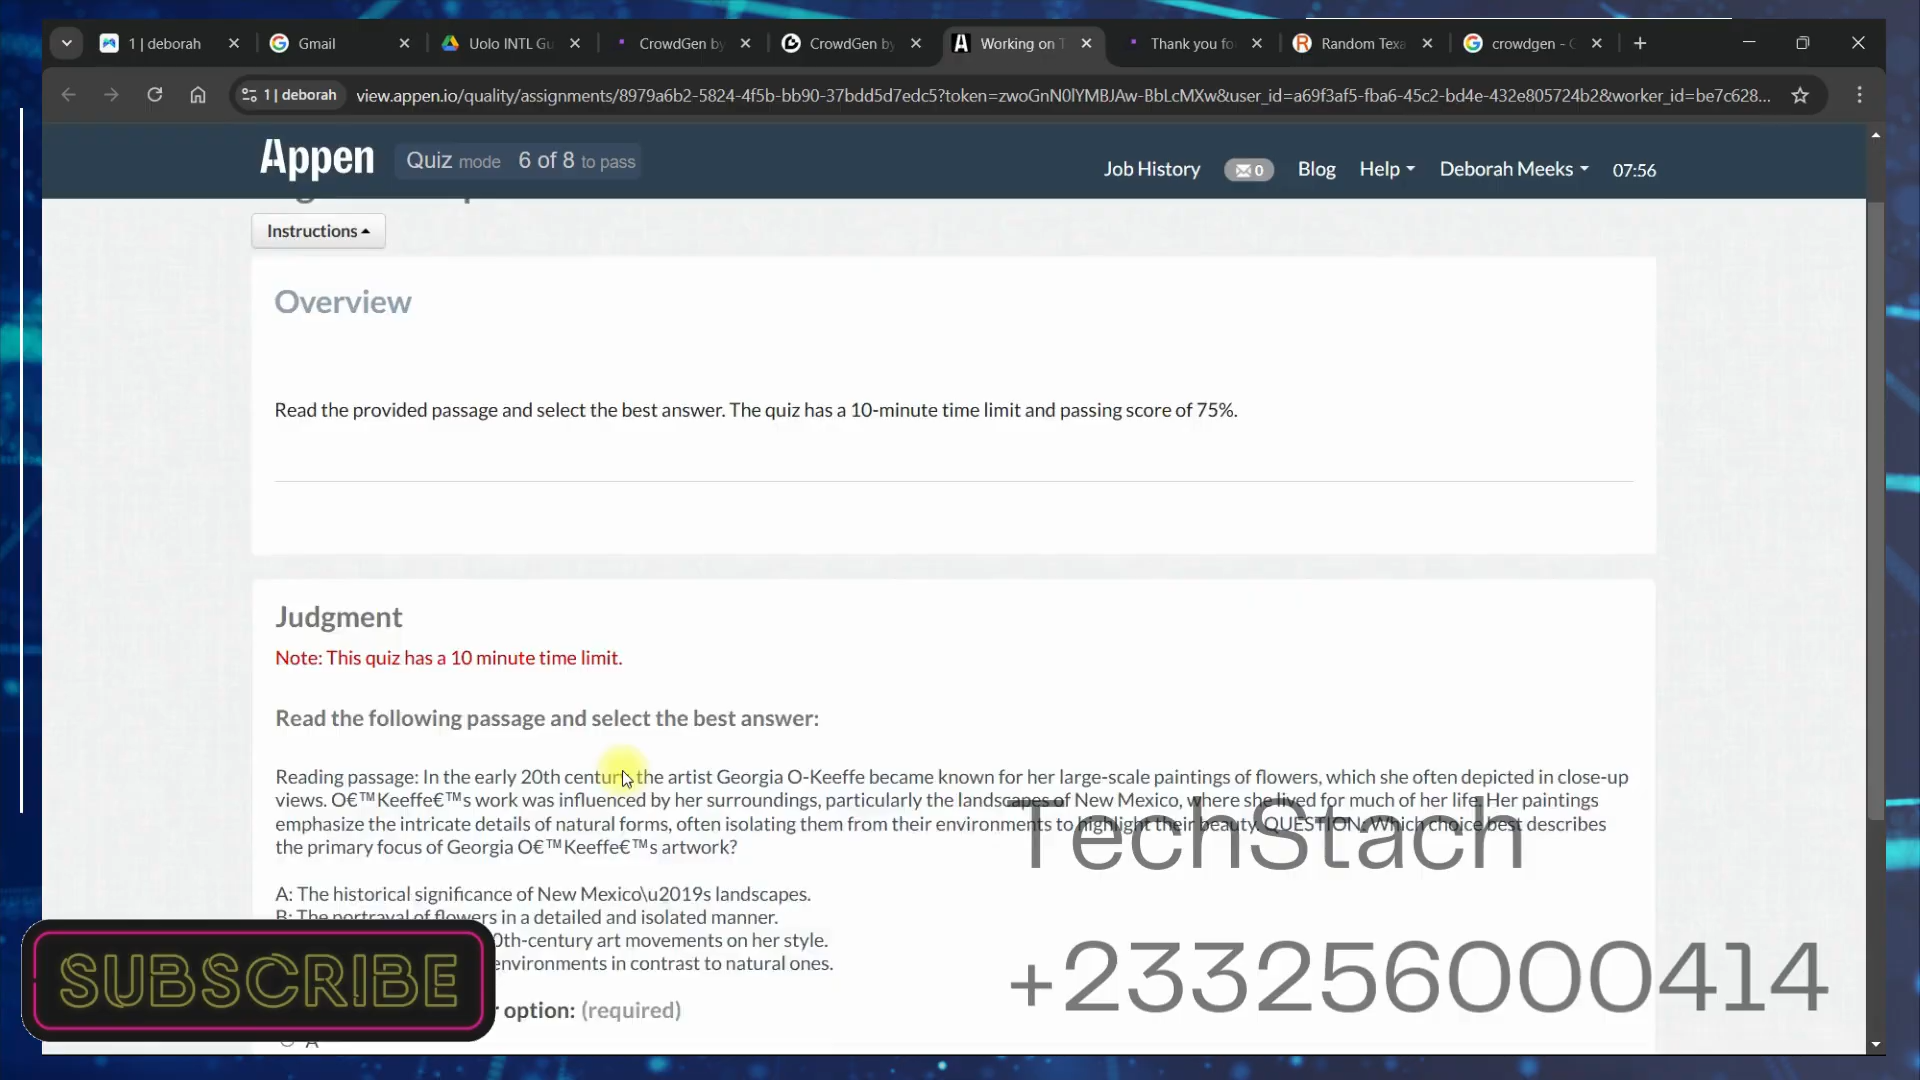 1 | deborah
Gmail
Uolo INTL Gu
CrowdGen by
CrowdGen by
Working on T
Thank you fo
Random Texa
crowdgen - G
1 | deborah
view.appen.io/quality/assignments/8979a6b2-5824-4f5b-bb90-37bdd5d7edc5?token=zwoGnN0lYMBJAw-BbLcMXw&user_id=a69f3af5-fba6-45c2-bd4e-432e805724b2&worker_id=be7c628...
Appen
Quiz mode 6 of 8 to pass
Job History
0
Blog
Help
Deborah Meeks
07:56
Instructions
Overview
Read the provided passage and select the best answer. The quiz has a 10-minute time limit and passing score of 75%.
Judgment
Note: This quiz has a 10 minute time limit.
Read the following passage and select the best answer:
Reading passage: In the early 20th century, the artist Georgia O-Keeffe became known for her large-scale paintings of flowers, which she often depicted in close-up
views. O€™Keeffe€™s work was influenced by her surroundings, particularly the landscapes of New Mexico, where she lived for much of her life. Her paintings
emphasize the intricate details of natural forms, often isolating them from their environments to highlight their beauty. QUESTION: Which choice best describes
the primary focus of Georgia O€™Keeffe€™s artwork?
A: The historical significance of New Mexico\u2019s landscapes.
B: The portrayal of flowers in a detailed and isolated manner.
0th-century art movements on her style.
environments in contrast to natural ones.
option: (required)
A
TechStach
+233256000414
SUBSCRIBE